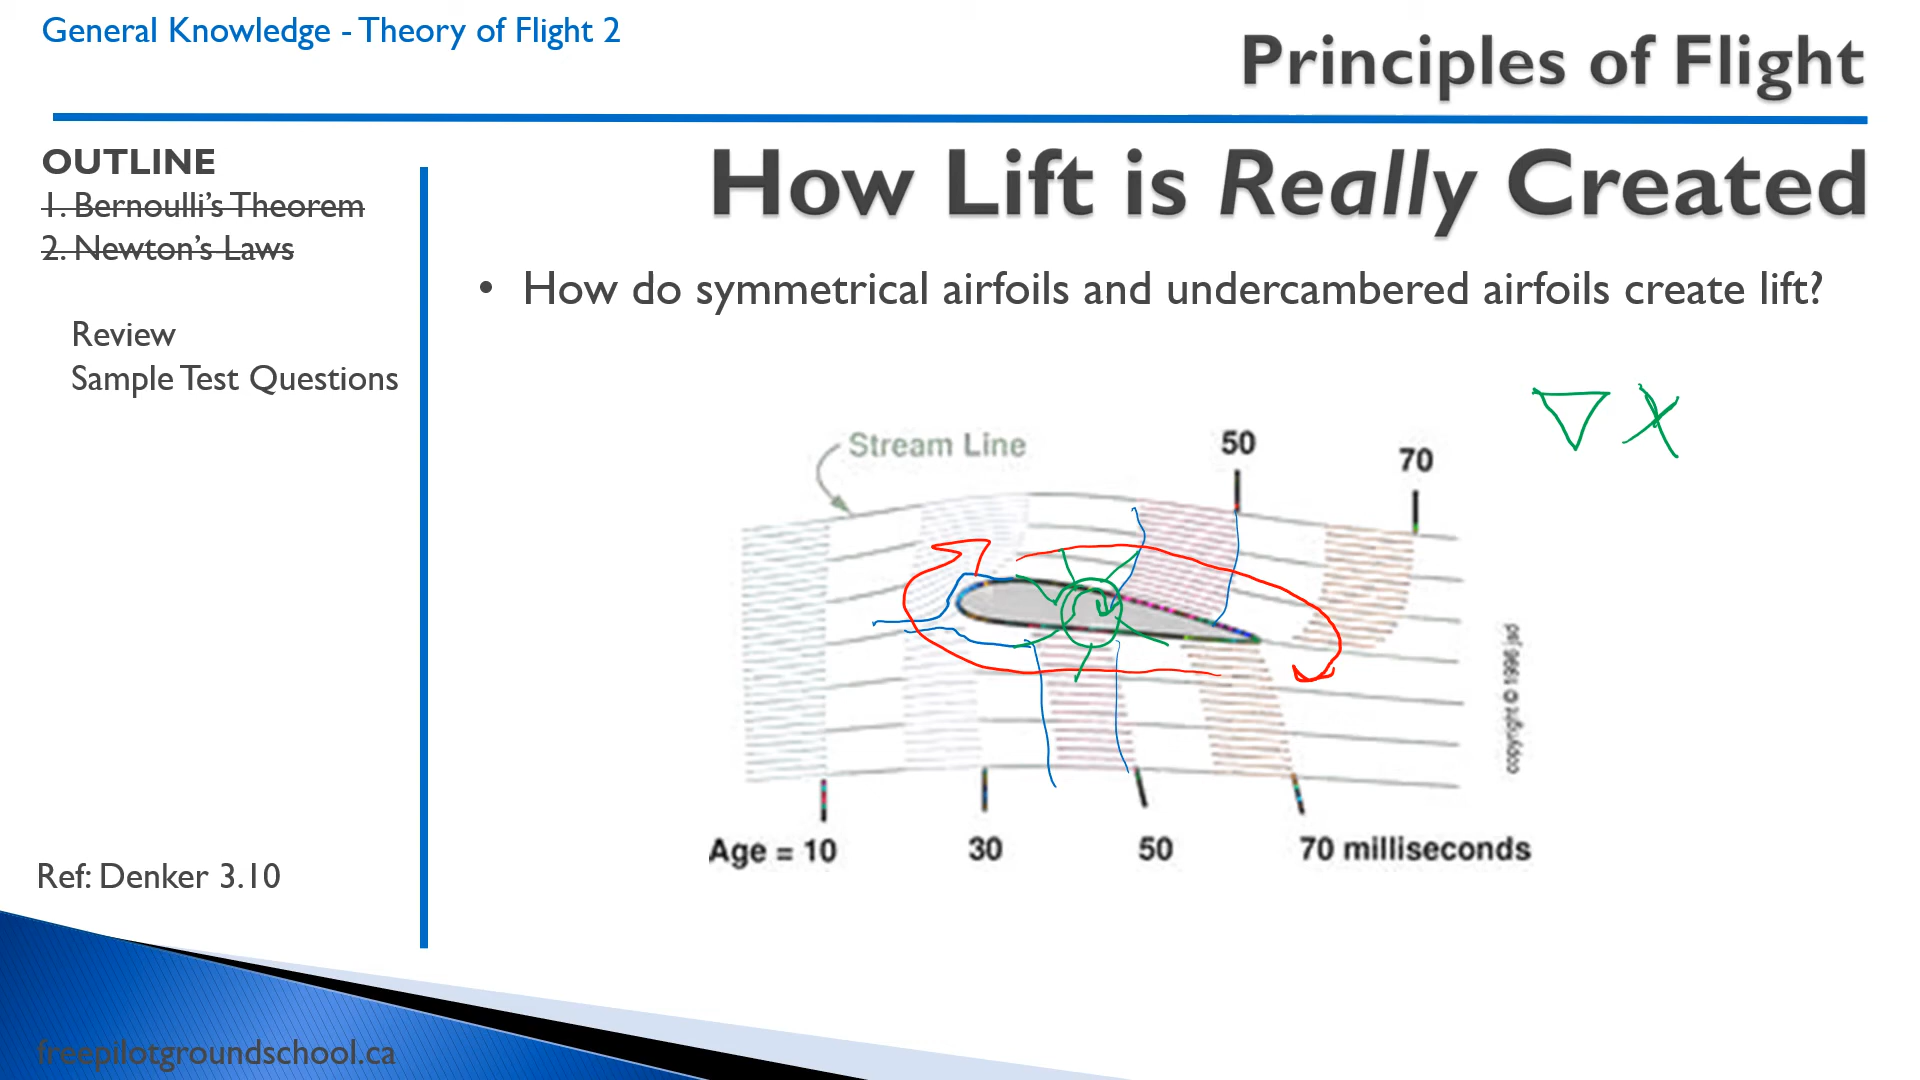 General Knowledge - Theory of Flight 2
Principles of Flight
OUTLINE
1. Bernoulli's Theorem
2. Newton's Laws
Review
Sample Test Questions
How Lift is Really Created
• How do symmetrical airfoils and undercambered airfoils create lift?
∇ X
Stream Line
50
70
copyright © 1996 jsd
Age = 10 30 50 70 milliseconds
Ref: Denker 3.10
freepilotgroundschool.ca